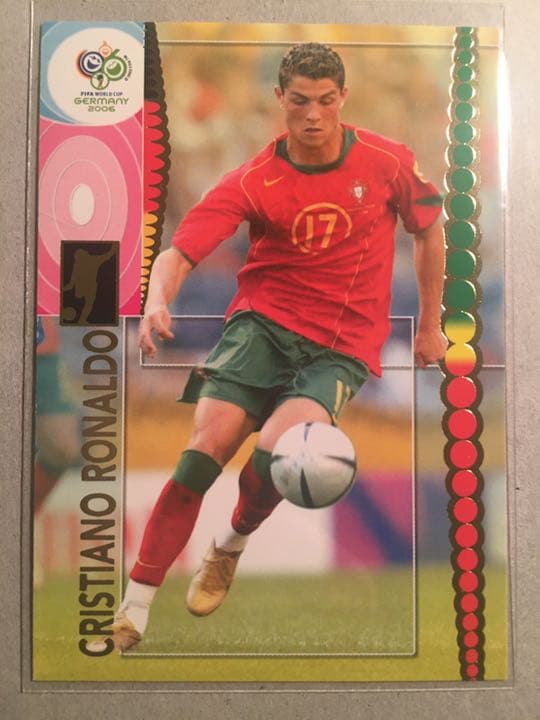 FIFA WORLD CUP
GERMANY
2006
17
CRISTIANO RONALDO